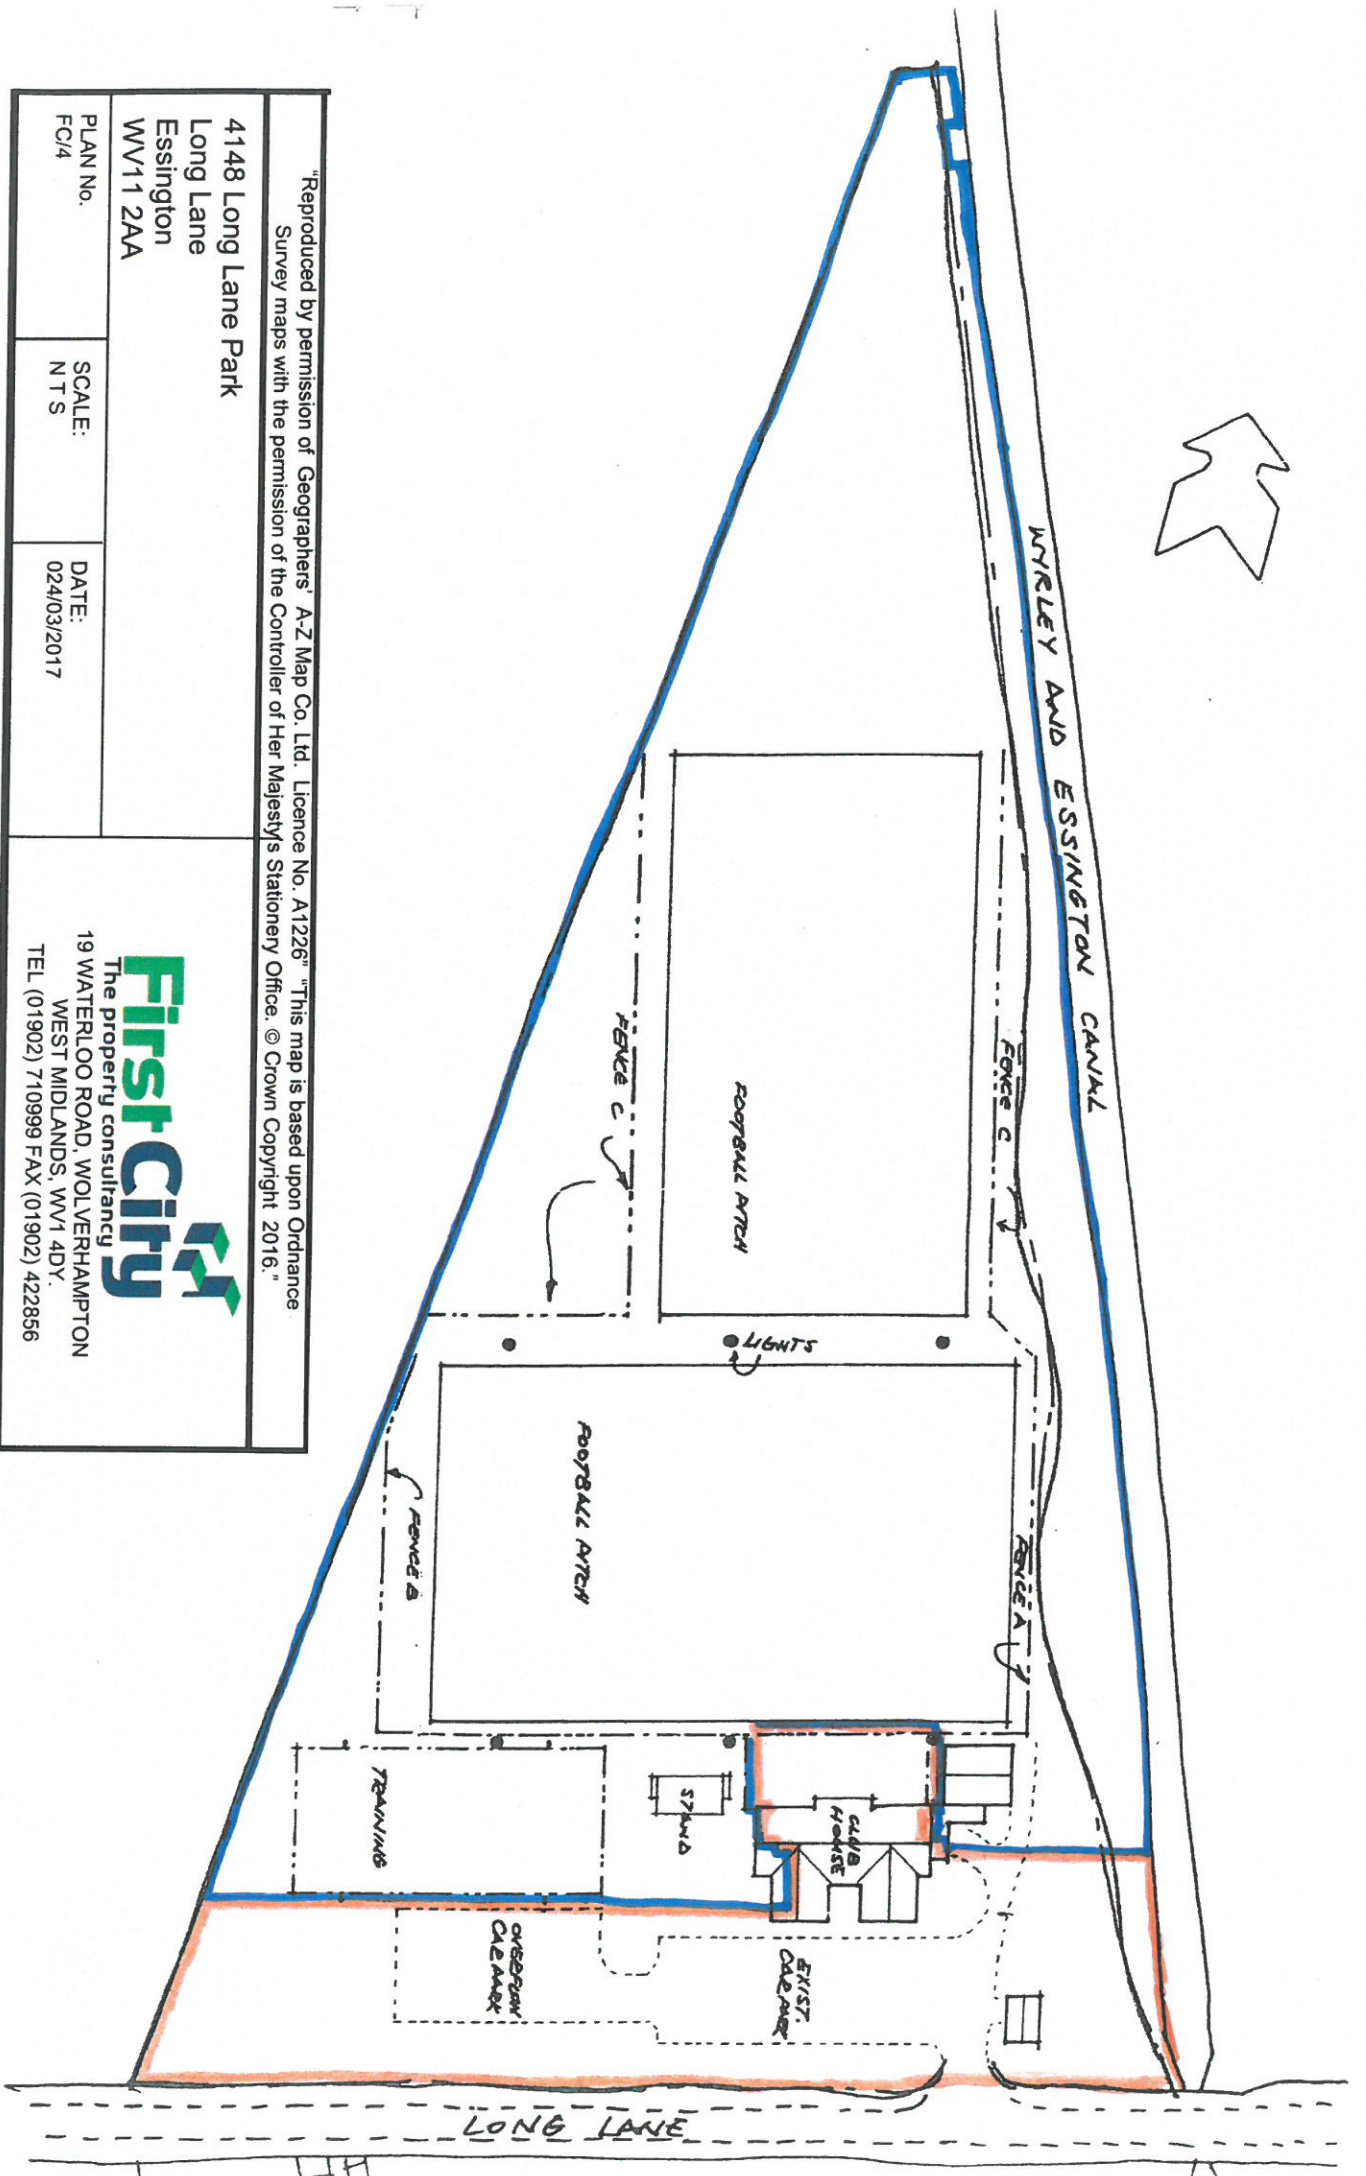 WYRLEY AND ESSINGTON CANAL
FENCE C
FENCE C
FOOTBALL PITCH
LIGHTS
FOOTBALL PITCH
FENCE A
FENCE B
TRAINING
STAND
CLUB
HOUSE
OVERFLOW
CAR PARK
EXIST.
CAR PARK
LONG LANE
"Reproduced by permission of Geographers' A-Z Map Co. Ltd. Licence No. A1226" "This map is based upon Ordnance
Survey maps with the permission of the Controller of Her Majesty's Stationery Office. © Crown Copyright 2016."
4148 Long Lane Park
Long Lane
Essington
WV11 2AA
PLAN No.
FC/4
SCALE:
N T S
DATE:
024/03/2017
First City
The property consultancy
19 WATERLOO ROAD, WOLVERHAMPTON
WEST MIDLANDS, WV1 4DY.
TEL (01902) 710999 FAX (01902) 422856